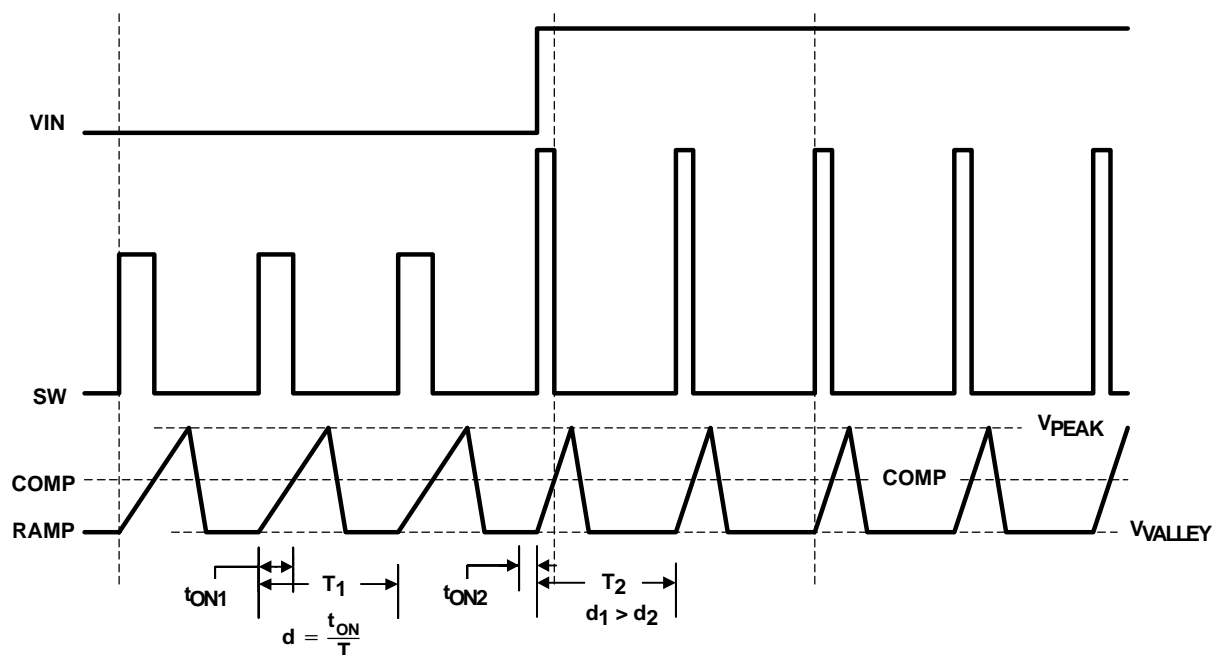 VIN
SW
VPEAK
COMP
COMP
RAMP
VVALLEY
tON1
T1
tON2
T2
d1 > d2
d = tON
T